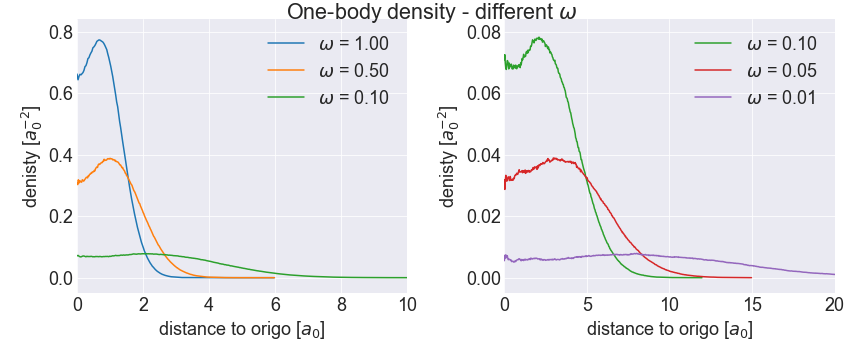 One-body density - different ω
0.8
0.6
0.4
0.2
0.0
denisty [a₀⁻²]
0 2 4 6 8 10
distance to origo [a₀]
ω = 1.00
ω = 0.50
ω = 0.10
0.08
0.06
0.04
0.02
0.00
denisty [a₀⁻²]
0 5 10 15 20
distance to origo [a₀]
ω = 0.10
ω = 0.05
ω = 0.01